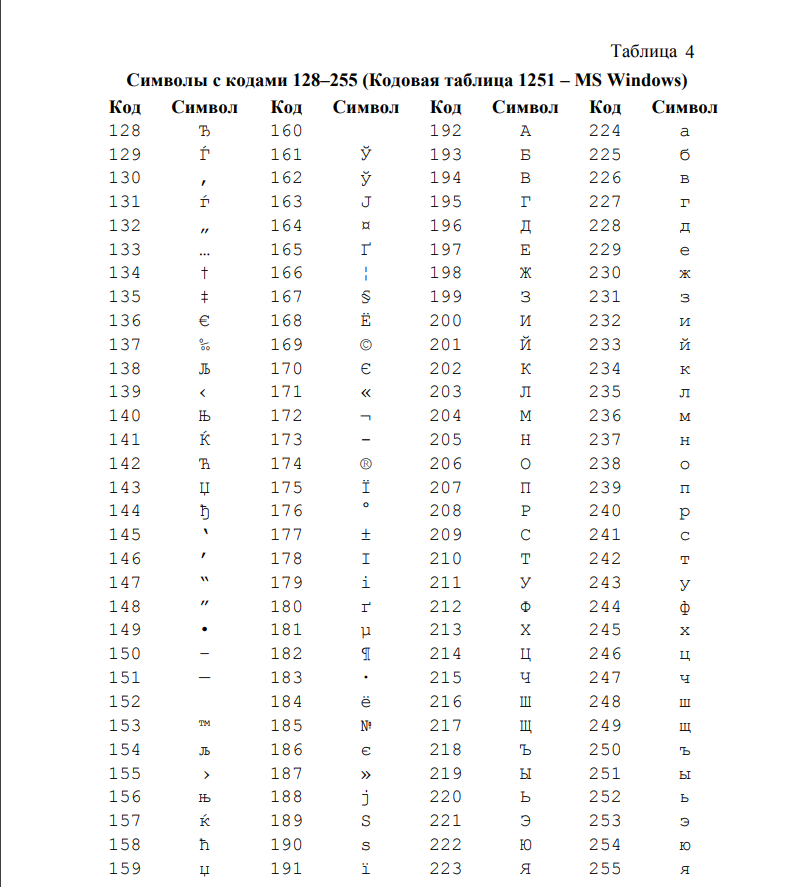 Таблица 4
Символы с кодами 128–255 (Кодовая таблица 1251 – MS Windows)
Код Символ Код Символ Код Символ Код Символ
128 Ђ 160 192 А 224 а
129 Ѓ 161 Ў 193 Б 225 б
130 ‚ 162 ў 194 В 226 в
131 ѓ 163 Ј 195 Г 227 г
132 „ 164 ¤ 196 Д 228 д
133 … 165 Ґ 197 Е 229 е
134 † 166 ¦ 198 Ж 230 ж
135 ‡ 167 § 199 З 231 з
136 € 168 Ё 200 И 232 и
137 ‰ 169 © 201 Й 233 й
138 Љ 170 Є 202 К 234 к
139 ‹ 171 « 203 Л 235 л
140 Њ 172 ¬ 204 М 236 м
141 Ќ 173 – 205 Н 237 н
142 Ћ 174 ® 206 О 238 о
143 Џ 175 Ї 207 П 239 п
144 ђ 176 ° 208 Р 240 р
145 ‘ 177 ± 209 С 241 с
146 ’ 178 І 210 Т 242 т
147 “ 179 і 211 У 243 у
148 ” 180 ґ 212 Ф 244 ф
149 • 181 µ 213 Х 245 х
150 – 182 ¶ 214 Ц 246 ц
151 — 183 · 215 Ч 247 ч
152 184 ё 216 Ш 248 ш
153 ™ 185 № 217 Щ 249 щ
154 љ 186 є 218 Ъ 250 ъ
155 › 187 » 219 Ы 251 ы
156 њ 188 ј 220 Ь 252 ь
157 ќ 189 Ѕ 221 Э 253 э
158 ћ 190 ѕ 222 Ю 254 ю
159 џ 191 ї 223 Я 255 я